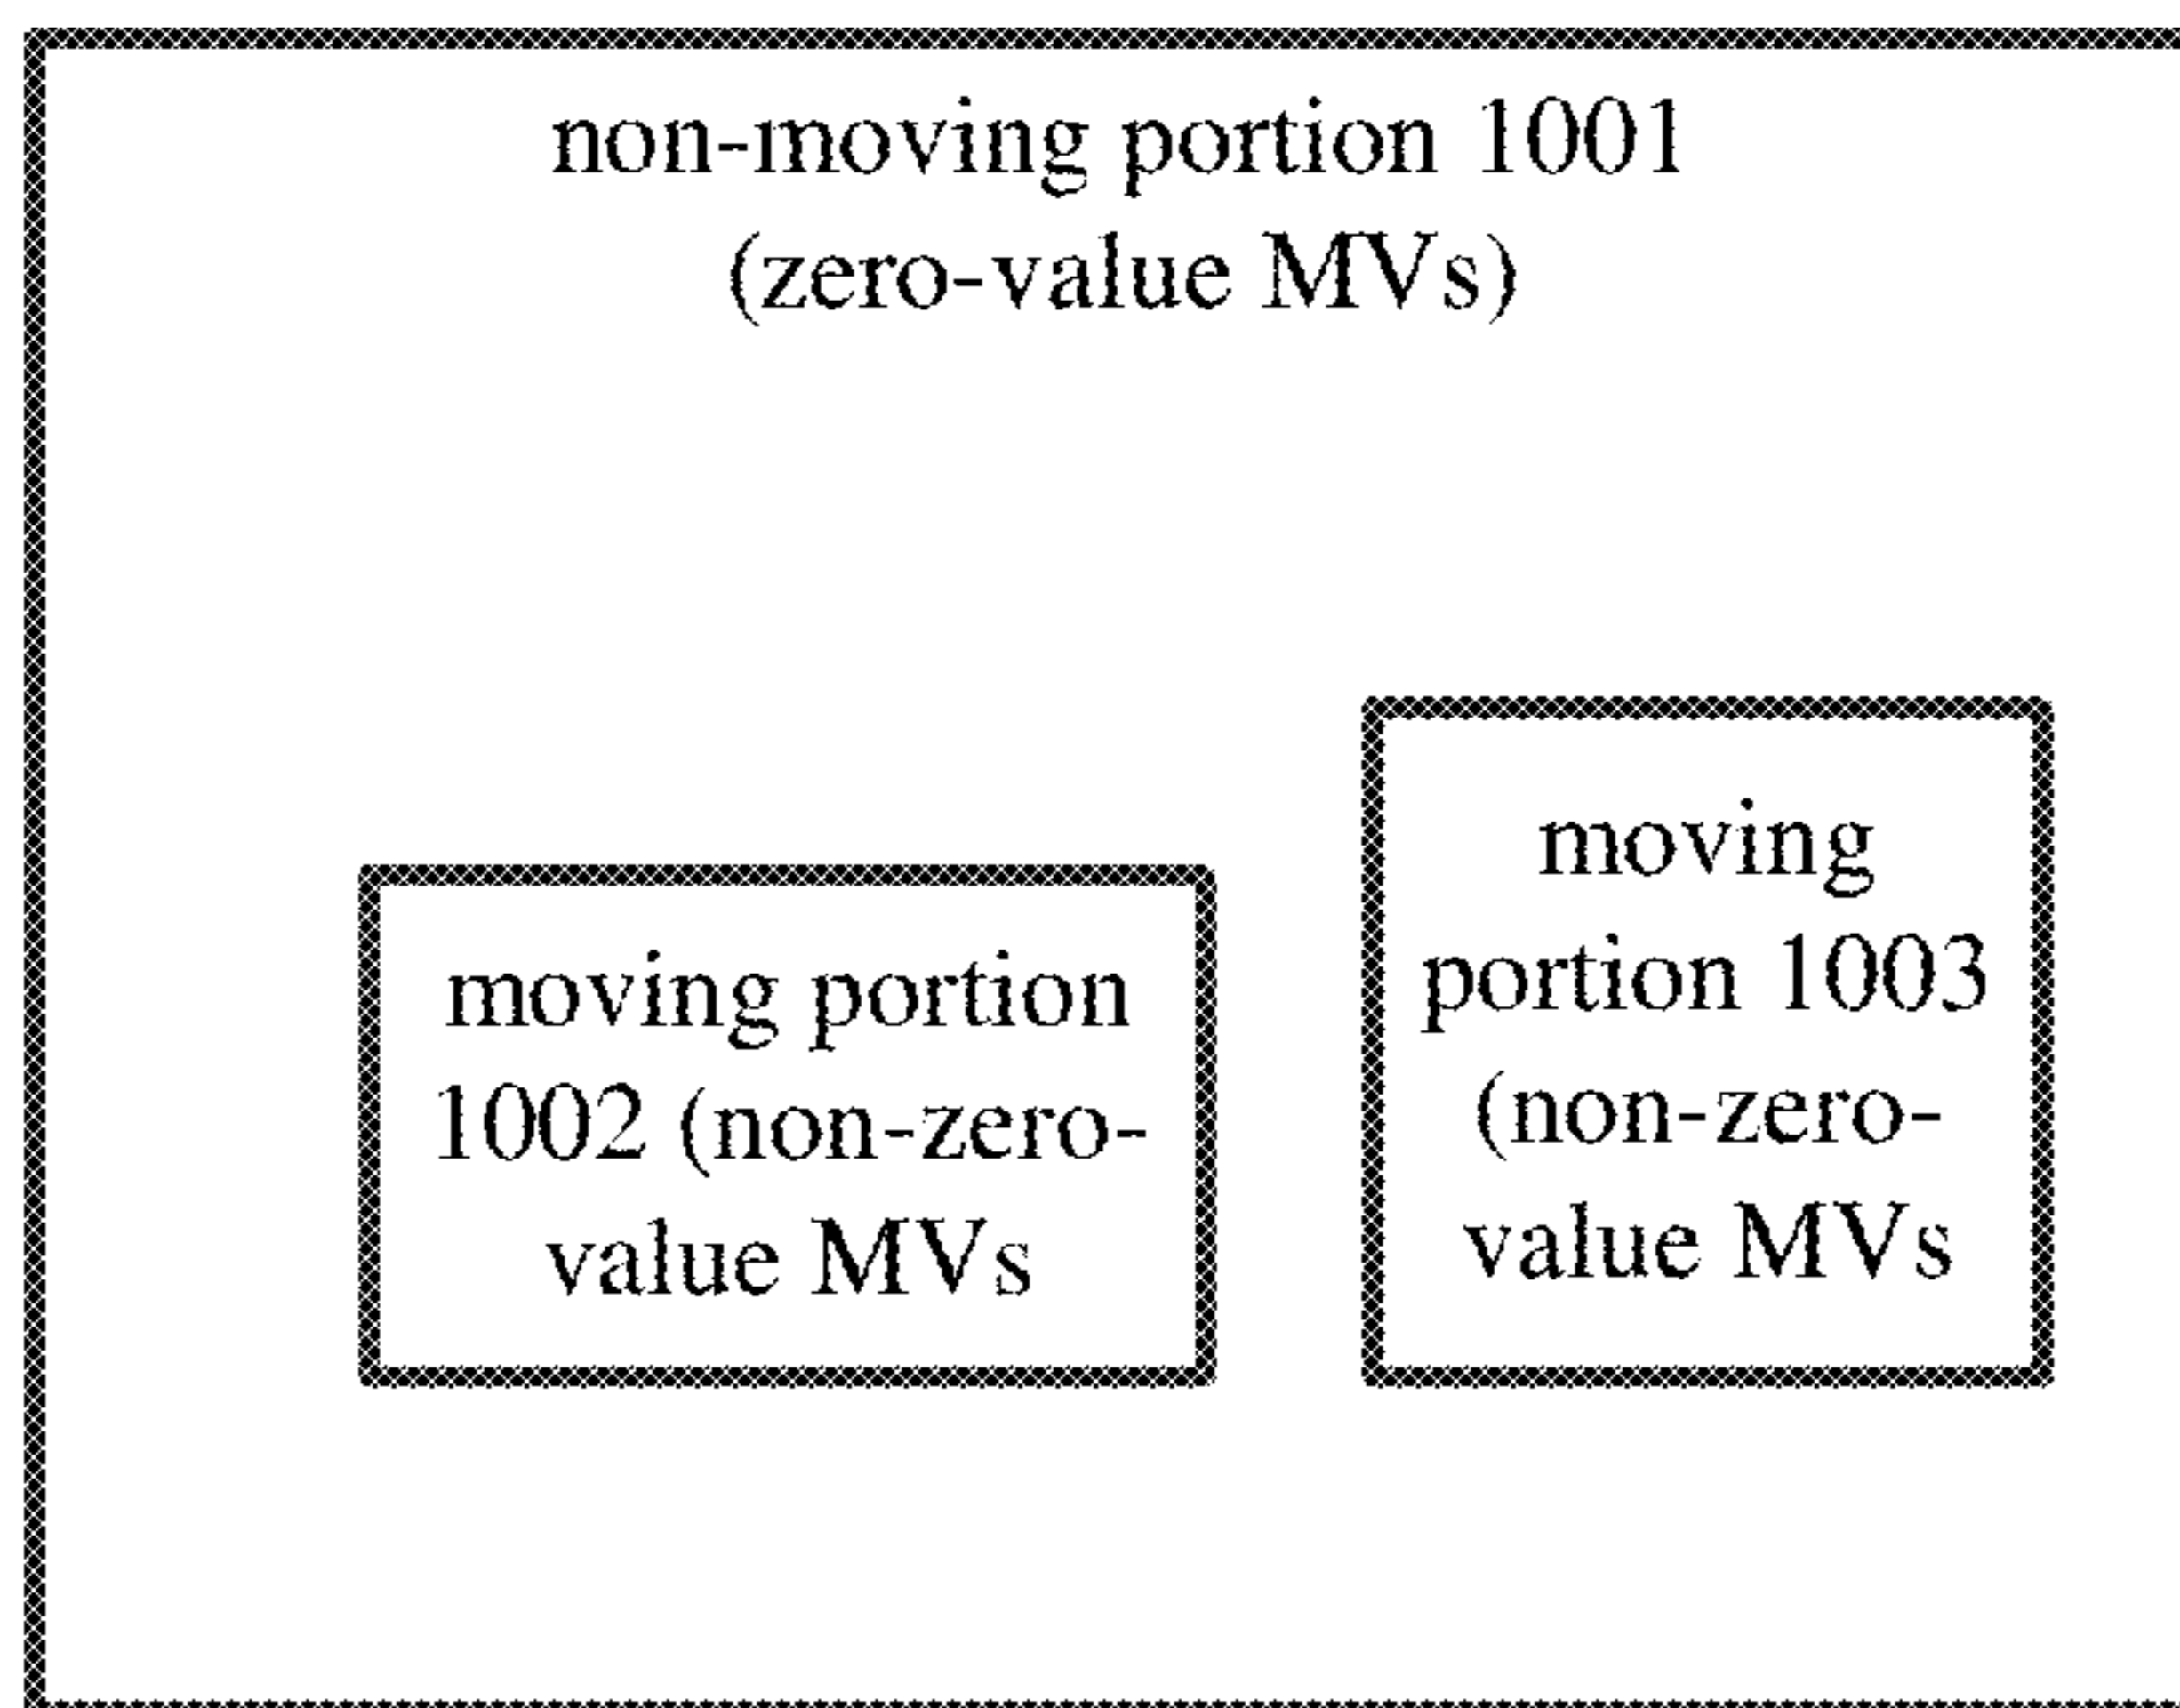 non-moving portion 1001
(zero-value MVs)
moving portion
1002 (non-zero-
value MVs
moving
portion 1003
(non-zero-
value MVs